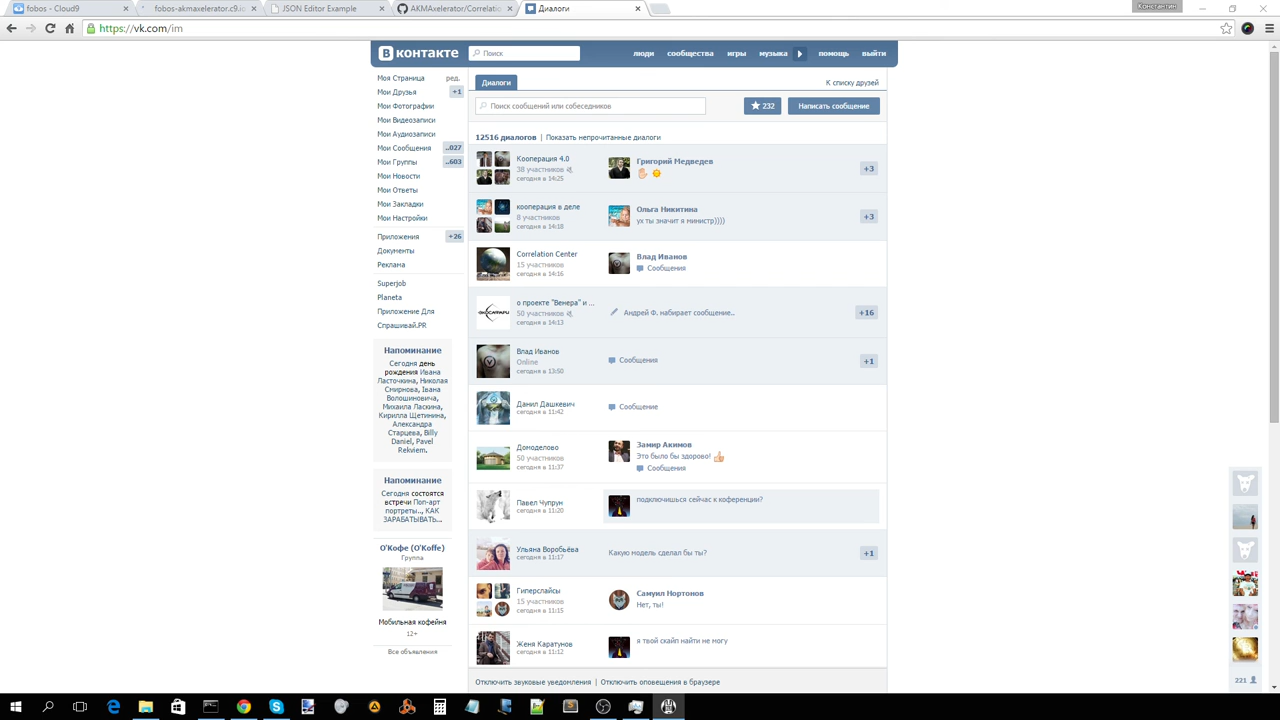 fobos - Cloud9
fobos-akmaxelerator.c9.io
JSON Editor Example
AKMAxelerator/Correlatio
Диалоги
Константин
https://vk.com/im
В контакте
Поиск
люди сообщества игры музыка помощь выйти
Моя Страница ред.
Мои Друзья +1
Мои Фотографии
Мои Видеозаписи
Мои Аудиозаписи
Мои Сообщения ..027
Мои Группы ..603
Мои Новости
Мои Ответы
Мои Закладки
Мои Настройки
Приложения +26
Документы
Реклама
Superjob
Planeta
Приложение Для
Спрашивай.PR
Напоминание
Сегодня день
рождения Ивана
Ласточкина, Николая
Смирнова, Івана
Волошиновича,
Михаила Ласкина,
Кирилла Щетинина,
Александра
Старцева, Billy
Daniel, Pavel
Rekviem.
Напоминание
Сегодня состоятся
встречи Поп-арт
портреты.., КАК
ЗАРАБАТЫВАТЬ...
O'Кофе (O'Koffe)
Группа
Мобильная кофейня
12+
Все объявления
Диалоги
К списку друзей
Поиск сообщений или собеседников
232
Написать сообщение
12516 диалогов | Показать непрочитанные диалоги
Кооперация 4.0
38 участников
сегодня в 14:25
Григорий Медведев
+3
кооперация в деле
8 участников
сегодня в 14:18
Ольга Никитина
ух ты значит я министр))))
+3
Correlation Center
15 участников
сегодня в 14:16
Влад Иванов
Сообщения
о проекте "Венера" и ...
50 участников
сегодня в 14:13
Андрей Ф. набирает сообщение..
+16
Влад Иванов
Online
сегодня в 13:50
Сообщения
+1
Данил Дашкевич
сегодня в 11:42
Сообщение
Домоделово
50 участников
сегодня в 11:37
Замир Акимов
Это было бы здорово!
Сообщения
Павел Чупрун
сегодня в 11:20
подключишься сейчас к коференции?
Ульяна Воробьёва
сегодня в 11:17
Какую модель сделал бы ты?
+1
Гиперслайсы
15 участников
сегодня в 11:15
Самуил Нортонов
Нет, ты!
Женя Каратунов
сегодня в 11:12
я твой скайп найти не могу
Отключить звуковые уведомления | Отключить оповещения в браузере
221